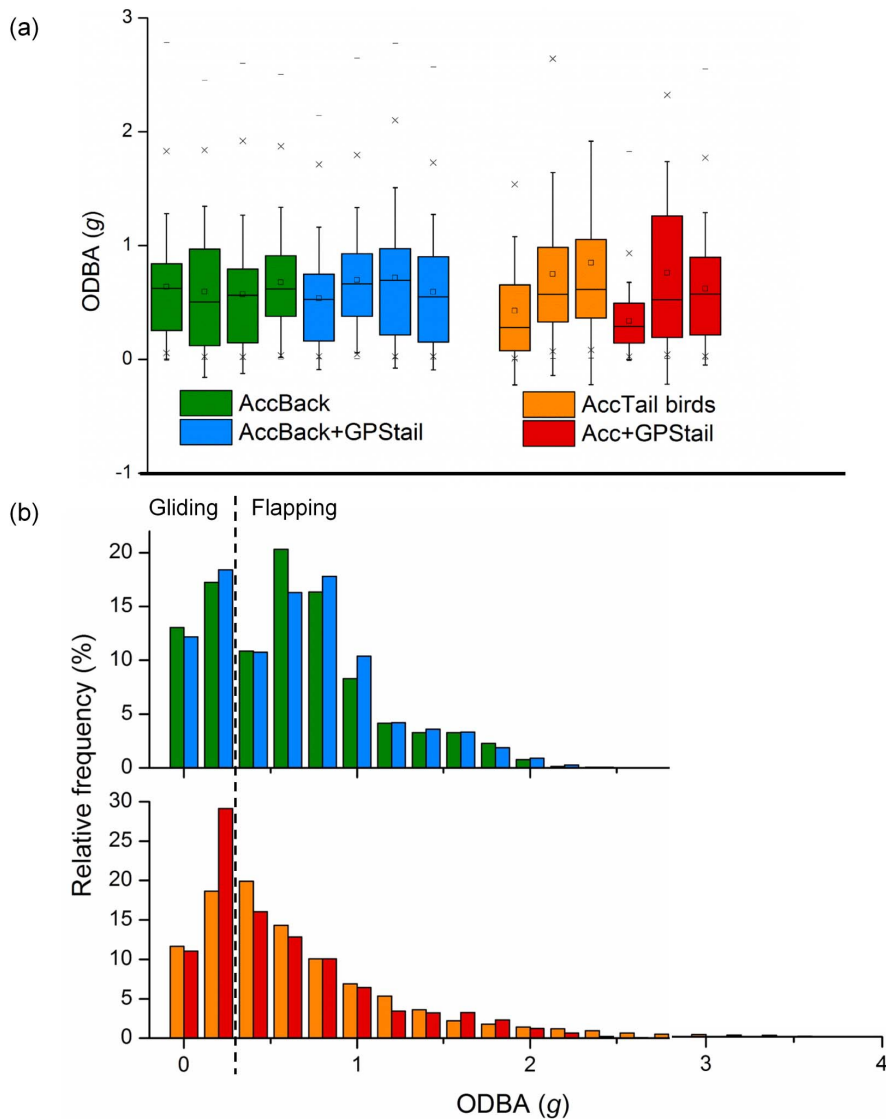 (a)
3
2
1
0
-1
ODBA (g)
AccBack
AccBack+GPStail
AccTail birds
Acc+GPStail
(b)
Gliding
Flapping
20
15
10
5
0
30
25
20
15
10
5
0
Relative frequency (%)
0 1 2 3 4
ODBA (g)